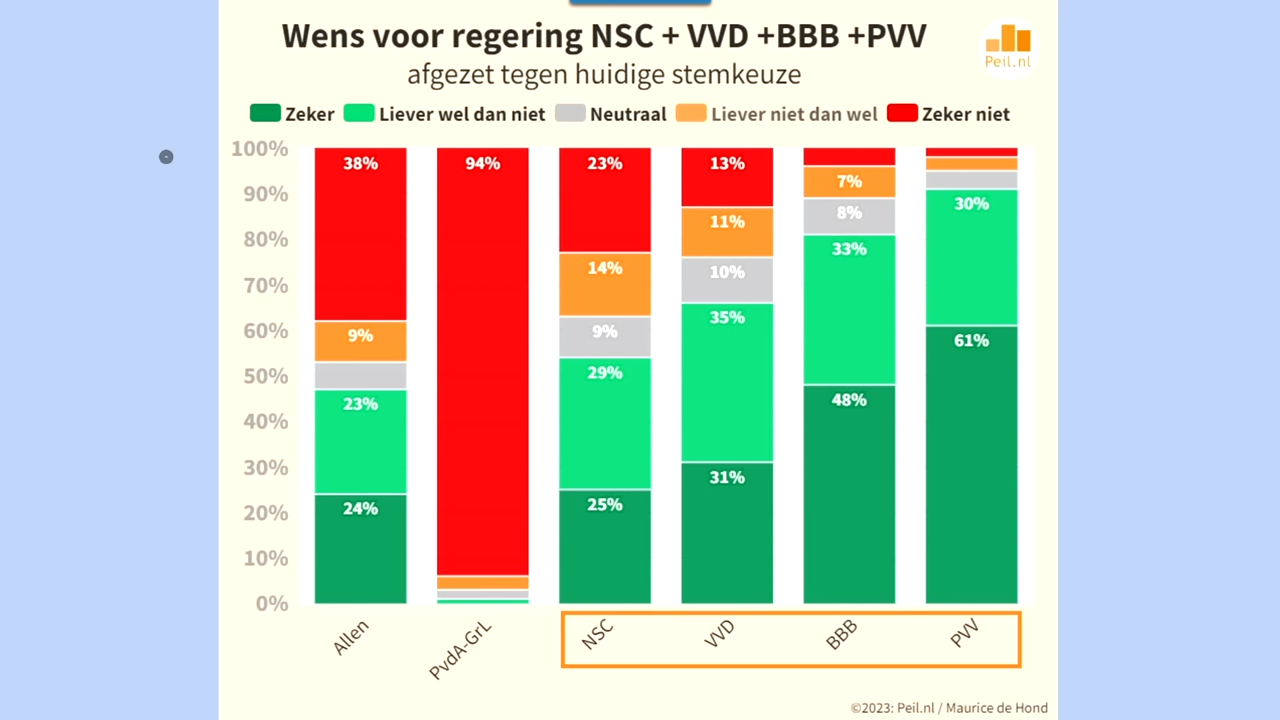 Wens voor regering NSC + VVD +BBB +PVV
afgezet tegen huidige stemkeuze
Peil.nl
Zeker Liever wel dan niet Neutraal Liever niet dan wel Zeker niet
100%
90%
80%
70%
60%
50%
40%
30%
20%
10%
0%
38%
9%
23%
24%
94%
23%
14%
9%
29%
25%
13%
11%
10%
35%
31%
7%
8%
33%
48%
30%
61%
Allen
PvdA-GrL
NSC
VVD
BBB
PVV
©2023: Peil.nl / Maurice de Hond